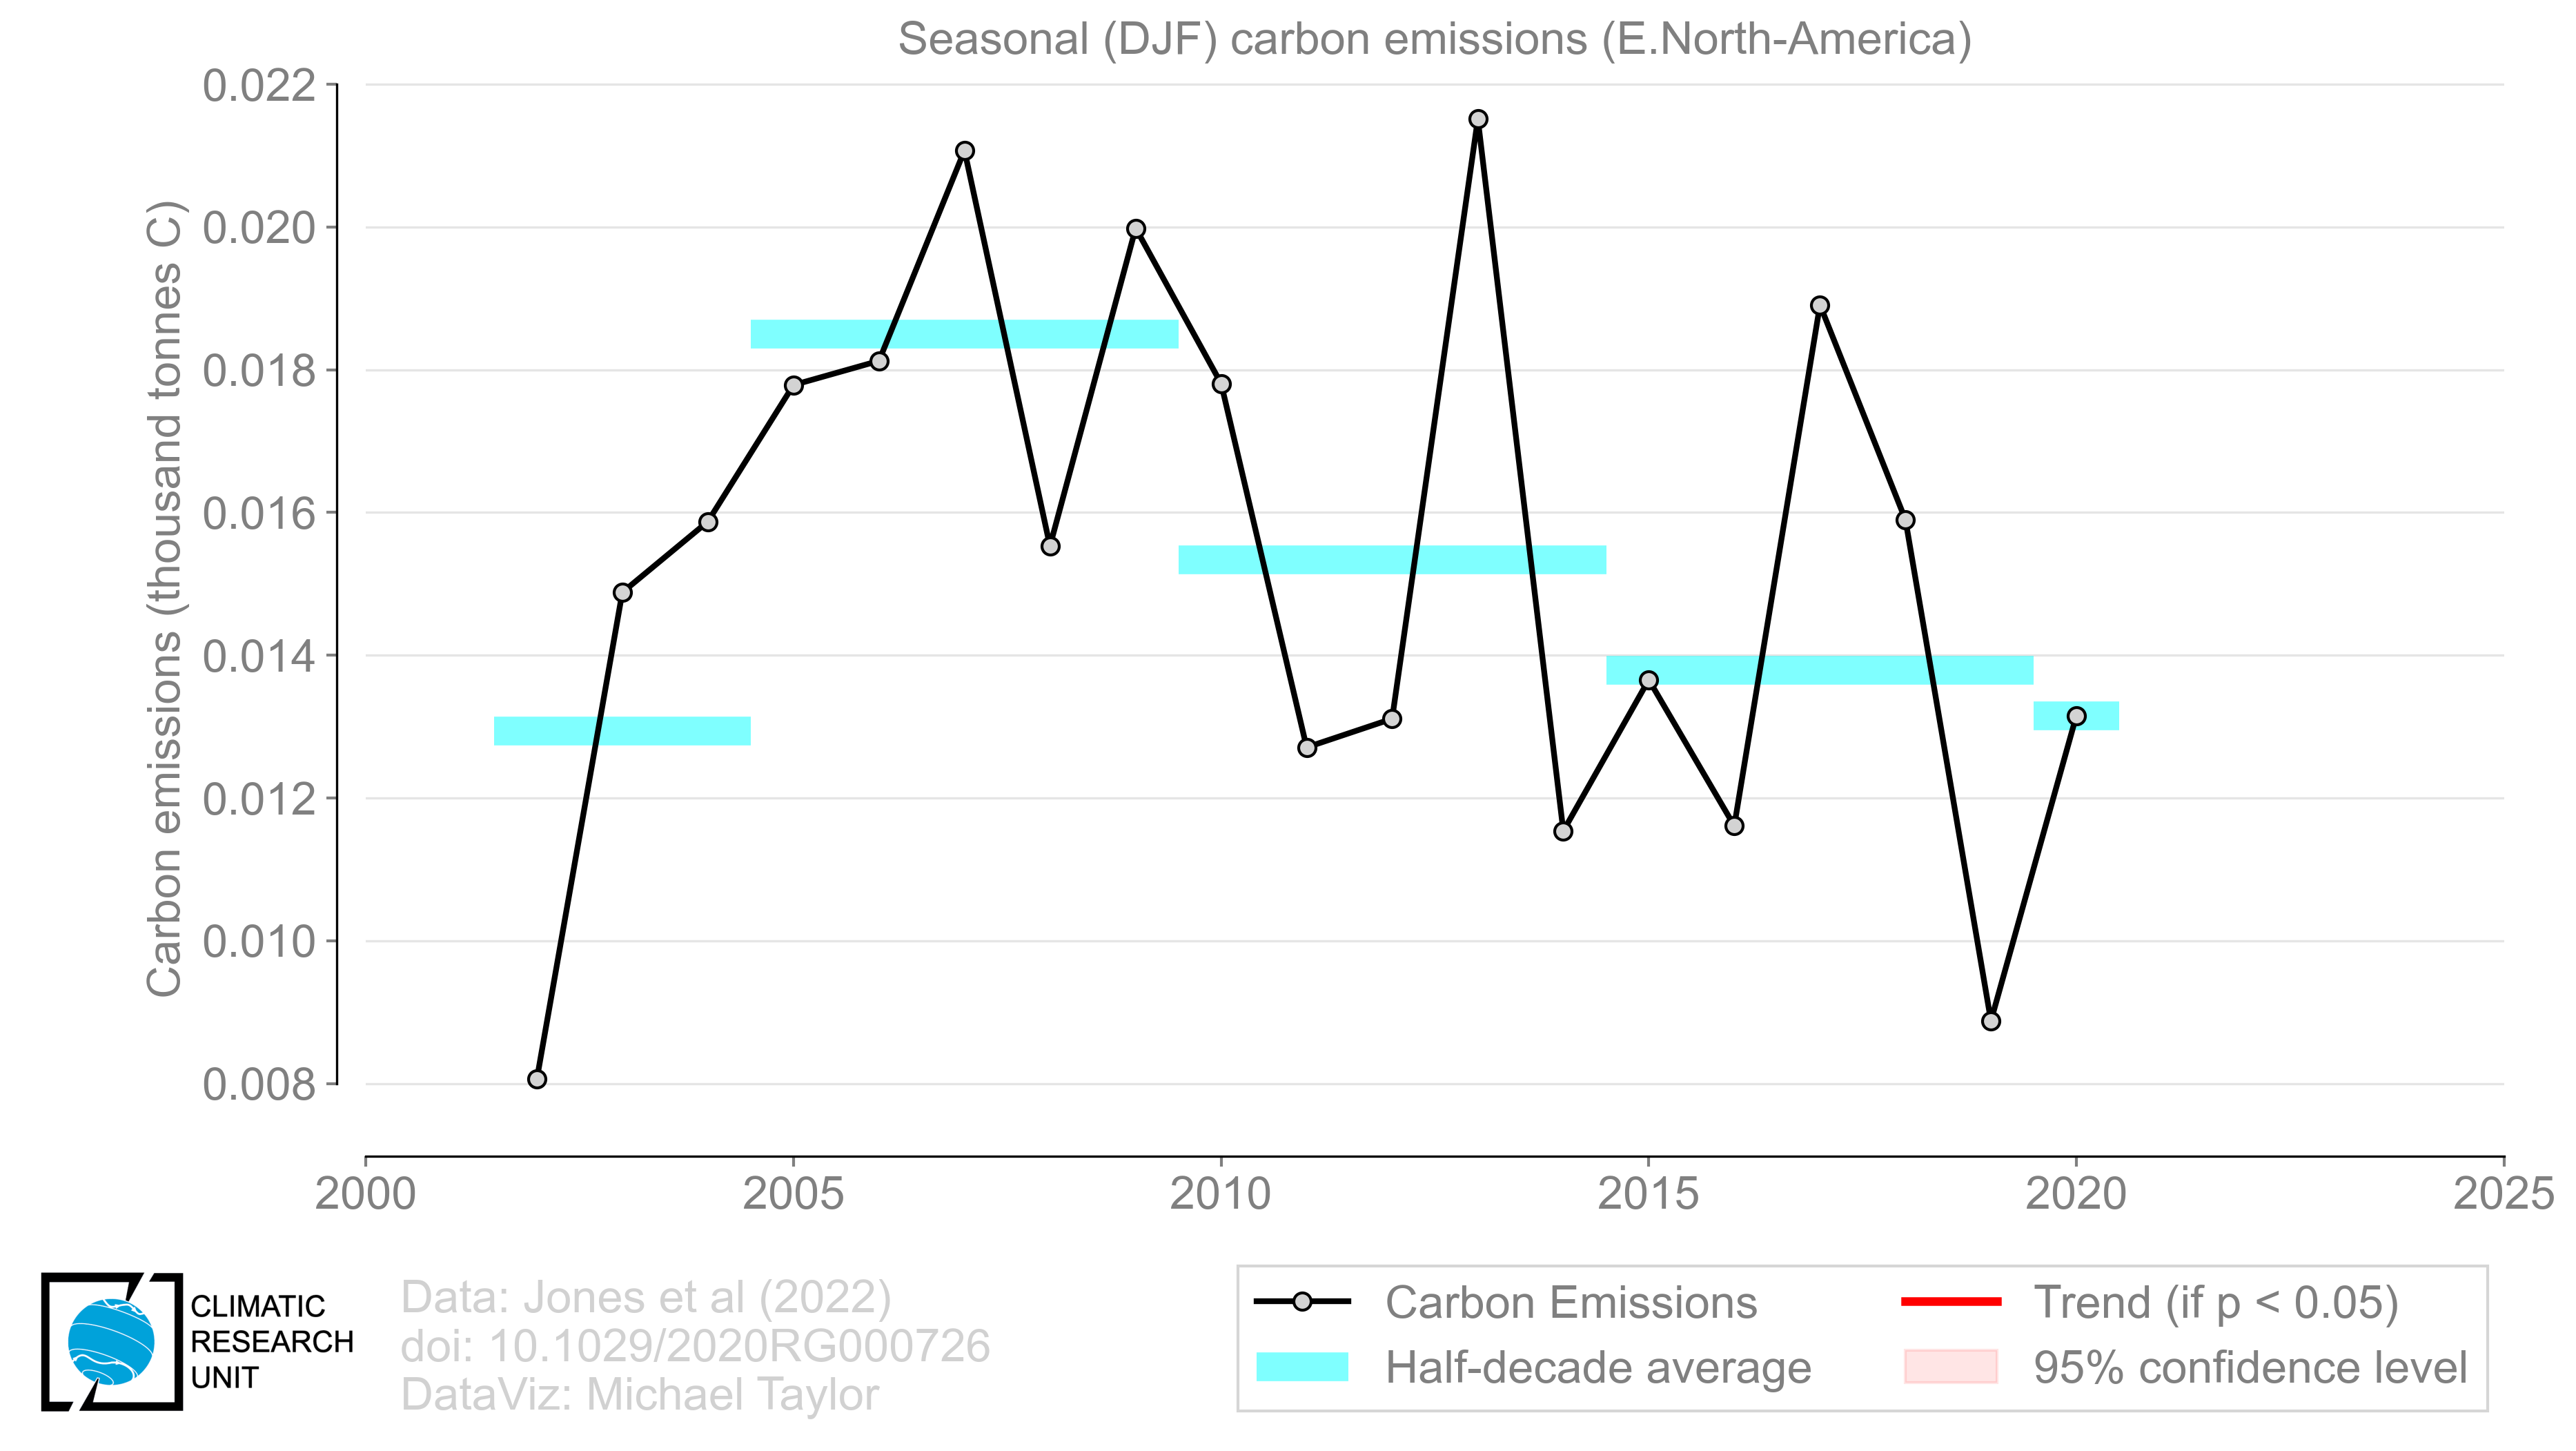 Seasonal (DJF) carbon emissions (E.North-America)
Carbon emissions (thousand tonnes C)
0.022
0.020
0.018
0.016
0.014
0.012
0.010
0.008
2000 2005 2010 2015 2020 2025
CLIMATIC
RESEARCH
UNIT
Data: Jones et al (2022)
doi: 10.1029/2020RG000726
DataViz: Michael Taylor
Carbon Emissions
Half-decade average
Trend (if p < 0.05)
95% confidence level